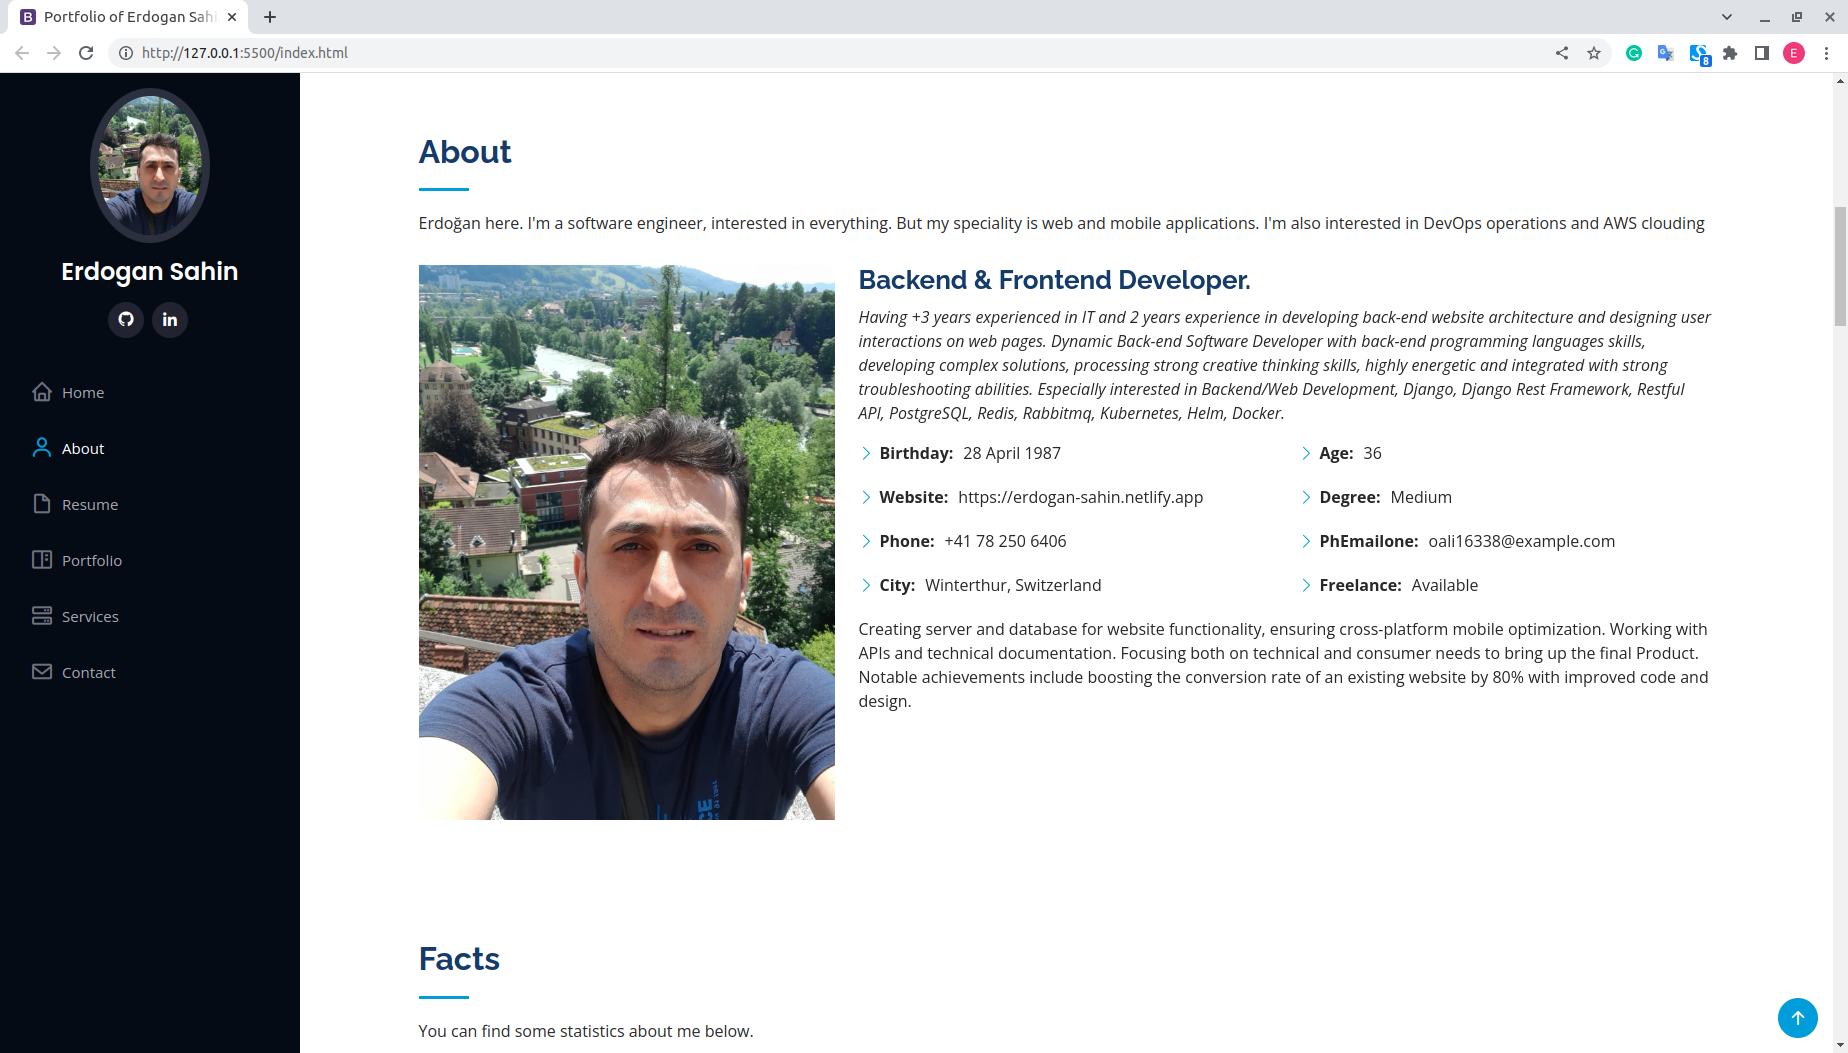 Portfolio of Erdogan Sahi
http://127.0.0.1:5500/index.html
8
E
Erdogan Sahin
in
Home
About
Resume
Portfolio
Services
Contact
About
Erdoğan here. I'm a software engineer, interested in everything. But my speciality is web and mobile applications. I'm also interested in DevOps operations and AWS clouding
Backend & Frontend Developer.
Having +3 years experienced in IT and 2 years experience in developing back-end website architecture and designing user
interactions on web pages. Dynamic Back-end Software Developer with back-end programming languages skills,
developing complex solutions, processing strong creative thinking skills, highly energetic and integrated with strong
troubleshooting abilities. Especially interested in Backend/Web Development, Django, Django Rest Framework, Restful
API, PostgreSQL, Redis, Rabbitmq, Kubernetes, Helm, Docker.
Birthday: 28 April 1987
Age: 36
Website: https://erdogan-sahin.netlify.app
Degree: Medium
Phone: +41 78 250 6406
PhEmailone: oali16338@example.com
City: Winterthur, Switzerland
Freelance: Available
Creating server and database for website functionality, ensuring cross-platform mobile optimization. Working with
APIs and technical documentation. Focusing both on technical and consumer needs to bring up the final Product.
Notable achievements include boosting the conversion rate of an existing website by 80% with improved code and
design.
Facts
You can find some statistics about me below.